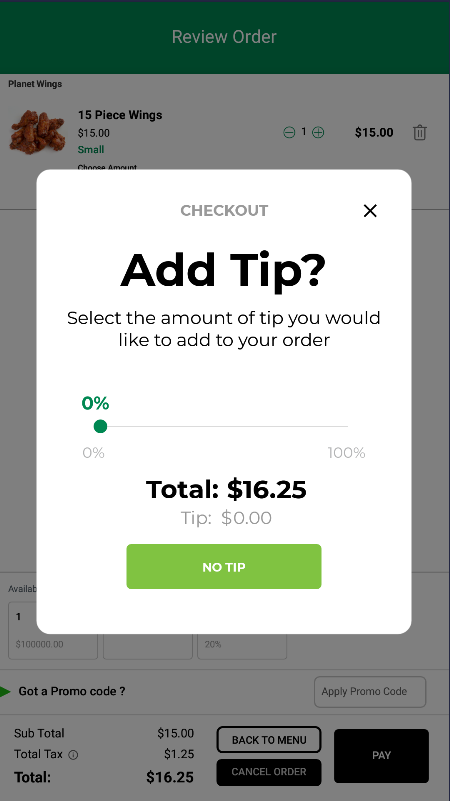 Review Order
Planet Wings
15 Piece Wings
$15.00
Small
1
$15.00
Choose Amount
CHECKOUT
Add Tip?
Select the amount of tip you would
like to add to your order
0%
0%
100%
Total: $16.25
Tip: $0.00
NO TIP
1
$100000.00
20%
Got a Promo code ?
Apply Promo Code
Sub Total
$15.00
Total Tax
$1.25
Total:
$16.25
BACK TO MENU
CANCEL ORDER
PAY